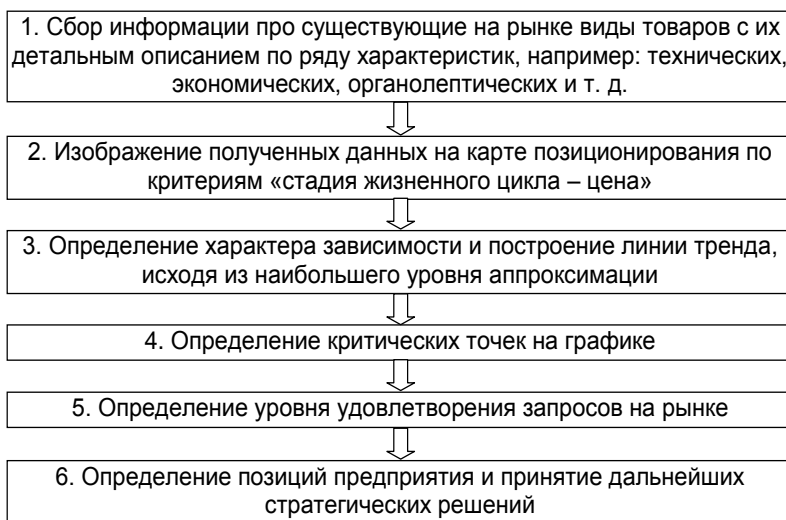 1. Сбор информации про существующие на рынке виды товаров с их
детальным описанием по ряду характеристик, например: технических,
экономических, органолептических и т. д.
2. Изображение полученных данных на карте позиционирования по
критериям «стадия жизненного цикла – цена»
3. Определение характера зависимости и построение линии тренда,
исходя из наибольшего уровня аппроксимации
4. Определение критических точек на графике
5. Определение уровня удовлетворения запросов на рынке
6. Определение позиций предприятия и принятие дальнейших
стратегических решений